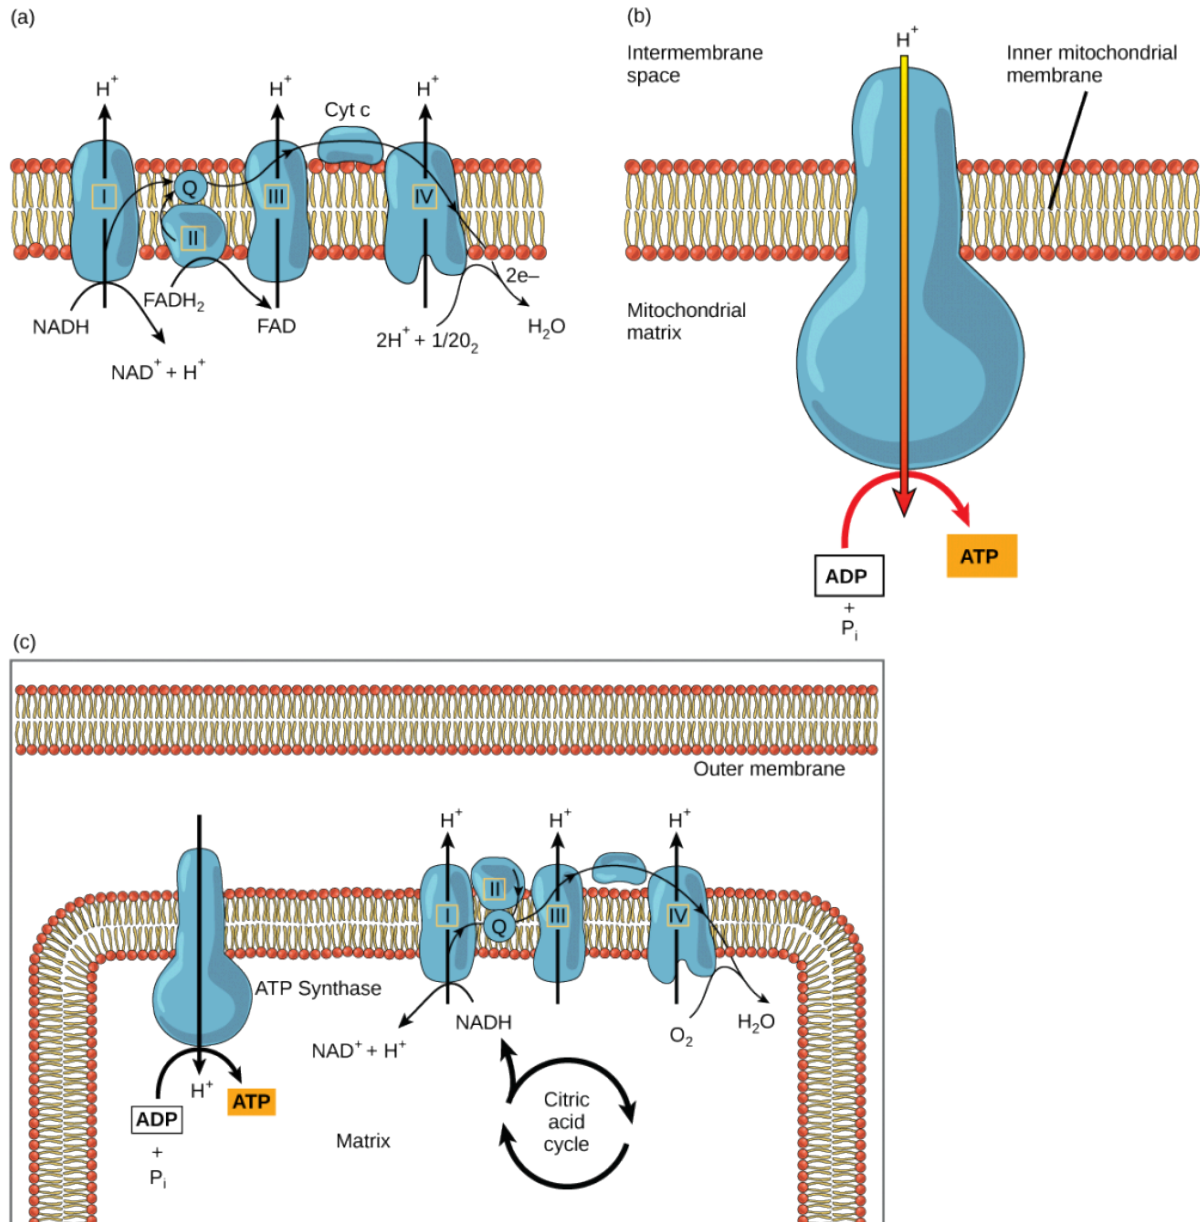 (a)
H⁺
H⁺
Cyt c
H⁺
I
Q
II
III
IV
NADH
FADH₂
FAD
NAD⁺ + H⁺
2e–
2H⁺ + 1/20₂
H₂O
(b)
H⁺
Intermembrane
space
Inner mitochondrial
membrane
Mitochondrial
matrix
ADP
+
Pᵢ
ATP
(c)
Outer membrane
H⁺
H⁺
H⁺
I
II
Q
III
IV
ATP Synthase
NADH
NAD⁺ + H⁺
O₂
H₂O
H⁺
ADP
+
Pᵢ
ATP
Matrix
Citric
acid
cycle